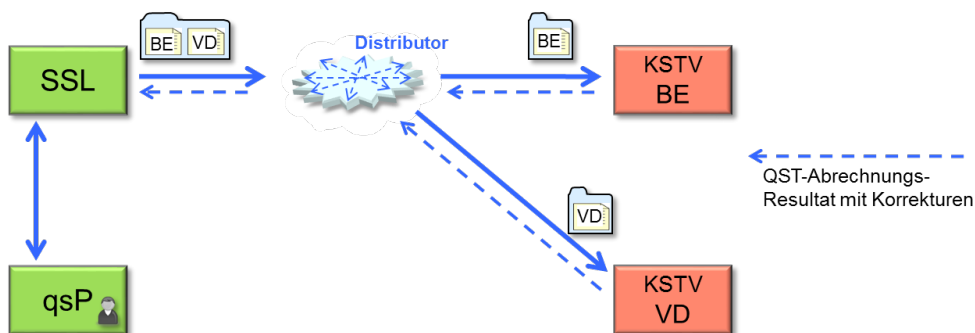 BE VD
BE
Distributor
SSL
KSTV
BE
QST-Abrechnungs-
Resultat mit Korrekturen
VD
qsP
KSTV
VD